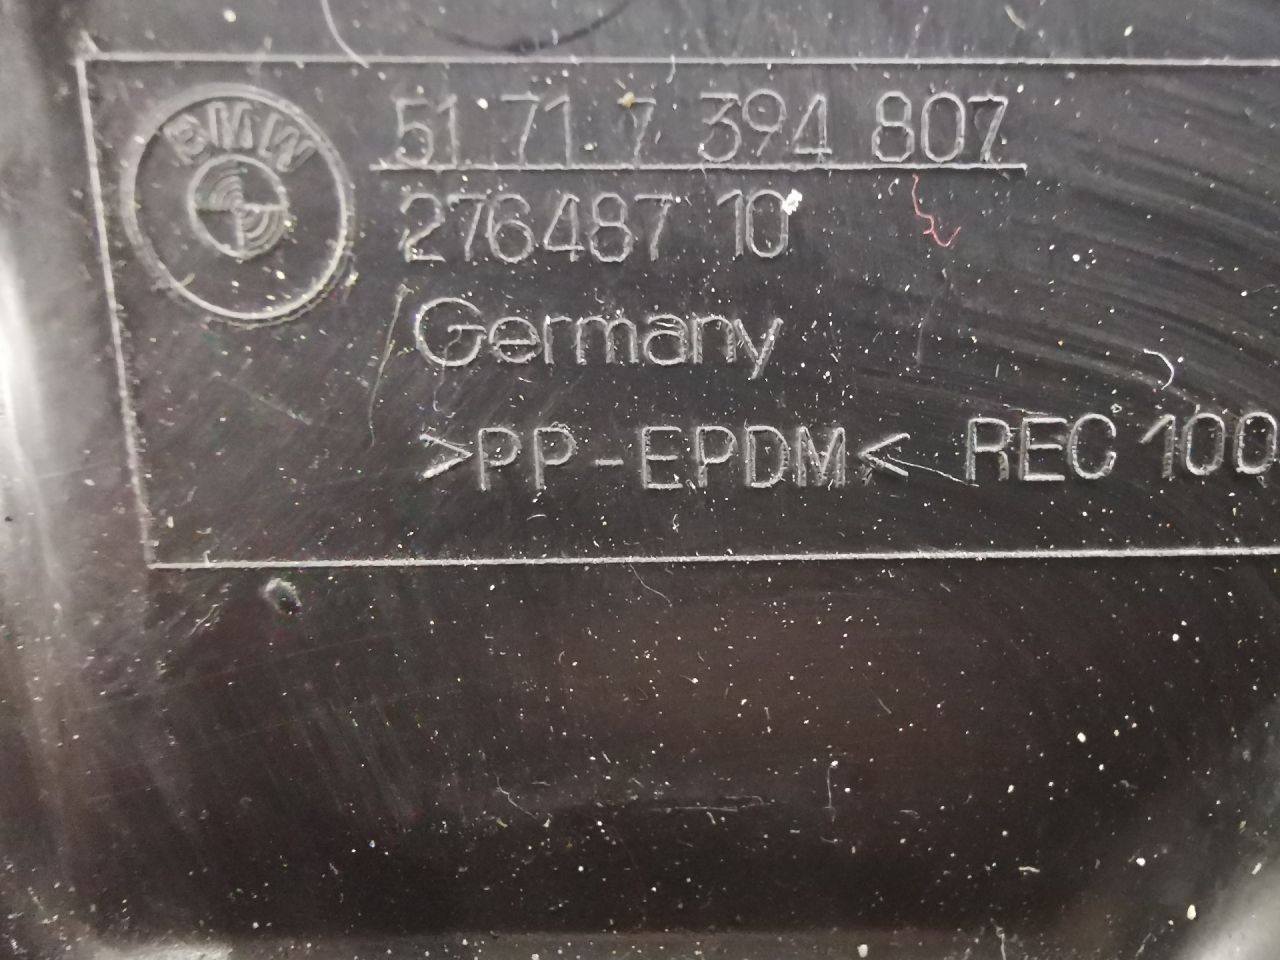 BMW
51 71.7 394 807
276487 10
Germany
>PP-EPDM< REC 100